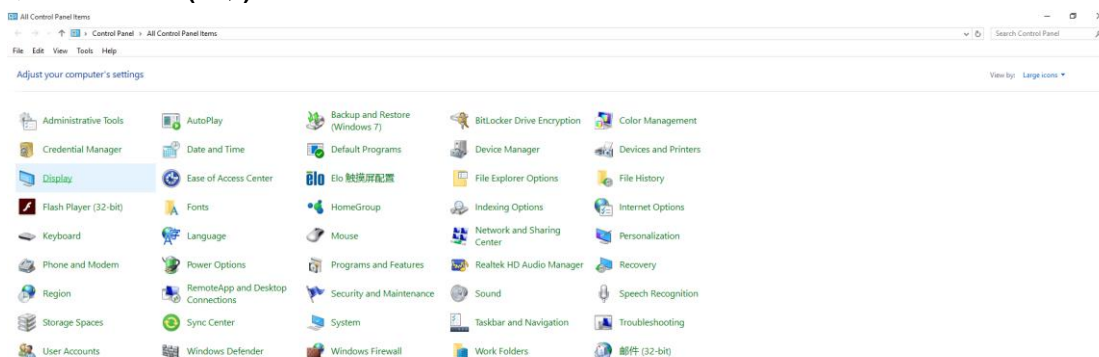 All Control Panel Items
Control Panel > All Control Panel Items
Search Control Panel
File Edit View Tools Help
Adjust your computer's settings
View by: Large icons
Administrative Tools
AutoPlay
Backup and Restore
(Windows 7)
BitLocker Drive Encryption
Color Management
Credential Manager
Date and Time
Default Programs
Device Manager
Devices and Printers
Display
Ease of Access Center
elo Elo 触摸屏配置
File Explorer Options
File History
Flash Player (32-bit)
Fonts
HomeGroup
Indexing Options
Internet Options
Keyboard
Language
Mouse
Network and Sharing
Center
Personalization
Phone and Modem
Power Options
Programs and Features
Realtek HD Audio Manager
Recovery
Region
RemoteApp and Desktop
Connections
Security and Maintenance
Sound
Speech Recognition
Storage Spaces
Sync Center
System
Taskbar and Navigation
Troubleshooting
User Accounts
Windows Defender
Windows Firewall
Work Folders
邮件 (32-bit)